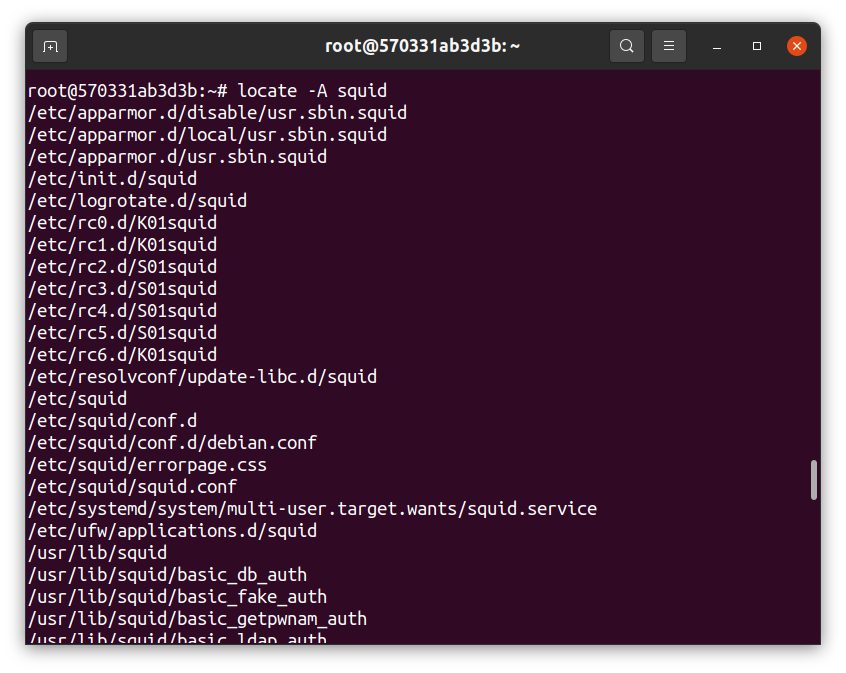 root@570331ab3d3b: ~
root@570331ab3d3b:~# locate -A squid
/etc/apparmor.d/disable/usr.sbin.squid
/etc/apparmor.d/local/usr.sbin.squid
/etc/apparmor.d/usr.sbin.squid
/etc/init.d/squid
/etc/logrotate.d/squid
/etc/rc0.d/K01squid
/etc/rc1.d/K01squid
/etc/rc2.d/S01squid
/etc/rc3.d/S01squid
/etc/rc4.d/S01squid
/etc/rc5.d/S01squid
/etc/rc6.d/K01squid
/etc/resolvconf/update-libc.d/squid
/etc/squid
/etc/squid/conf.d
/etc/squid/conf.d/debian.conf
/etc/squid/errorpage.css
/etc/squid/squid.conf
/etc/systemd/system/multi-user.target.wants/squid.service
/etc/ufw/applications.d/squid
/usr/lib/squid
/usr/lib/squid/basic_db_auth
/usr/lib/squid/basic_fake_auth
/usr/lib/squid/basic_getpwnam_auth
/usr/lib/squid/basic_ldap_auth